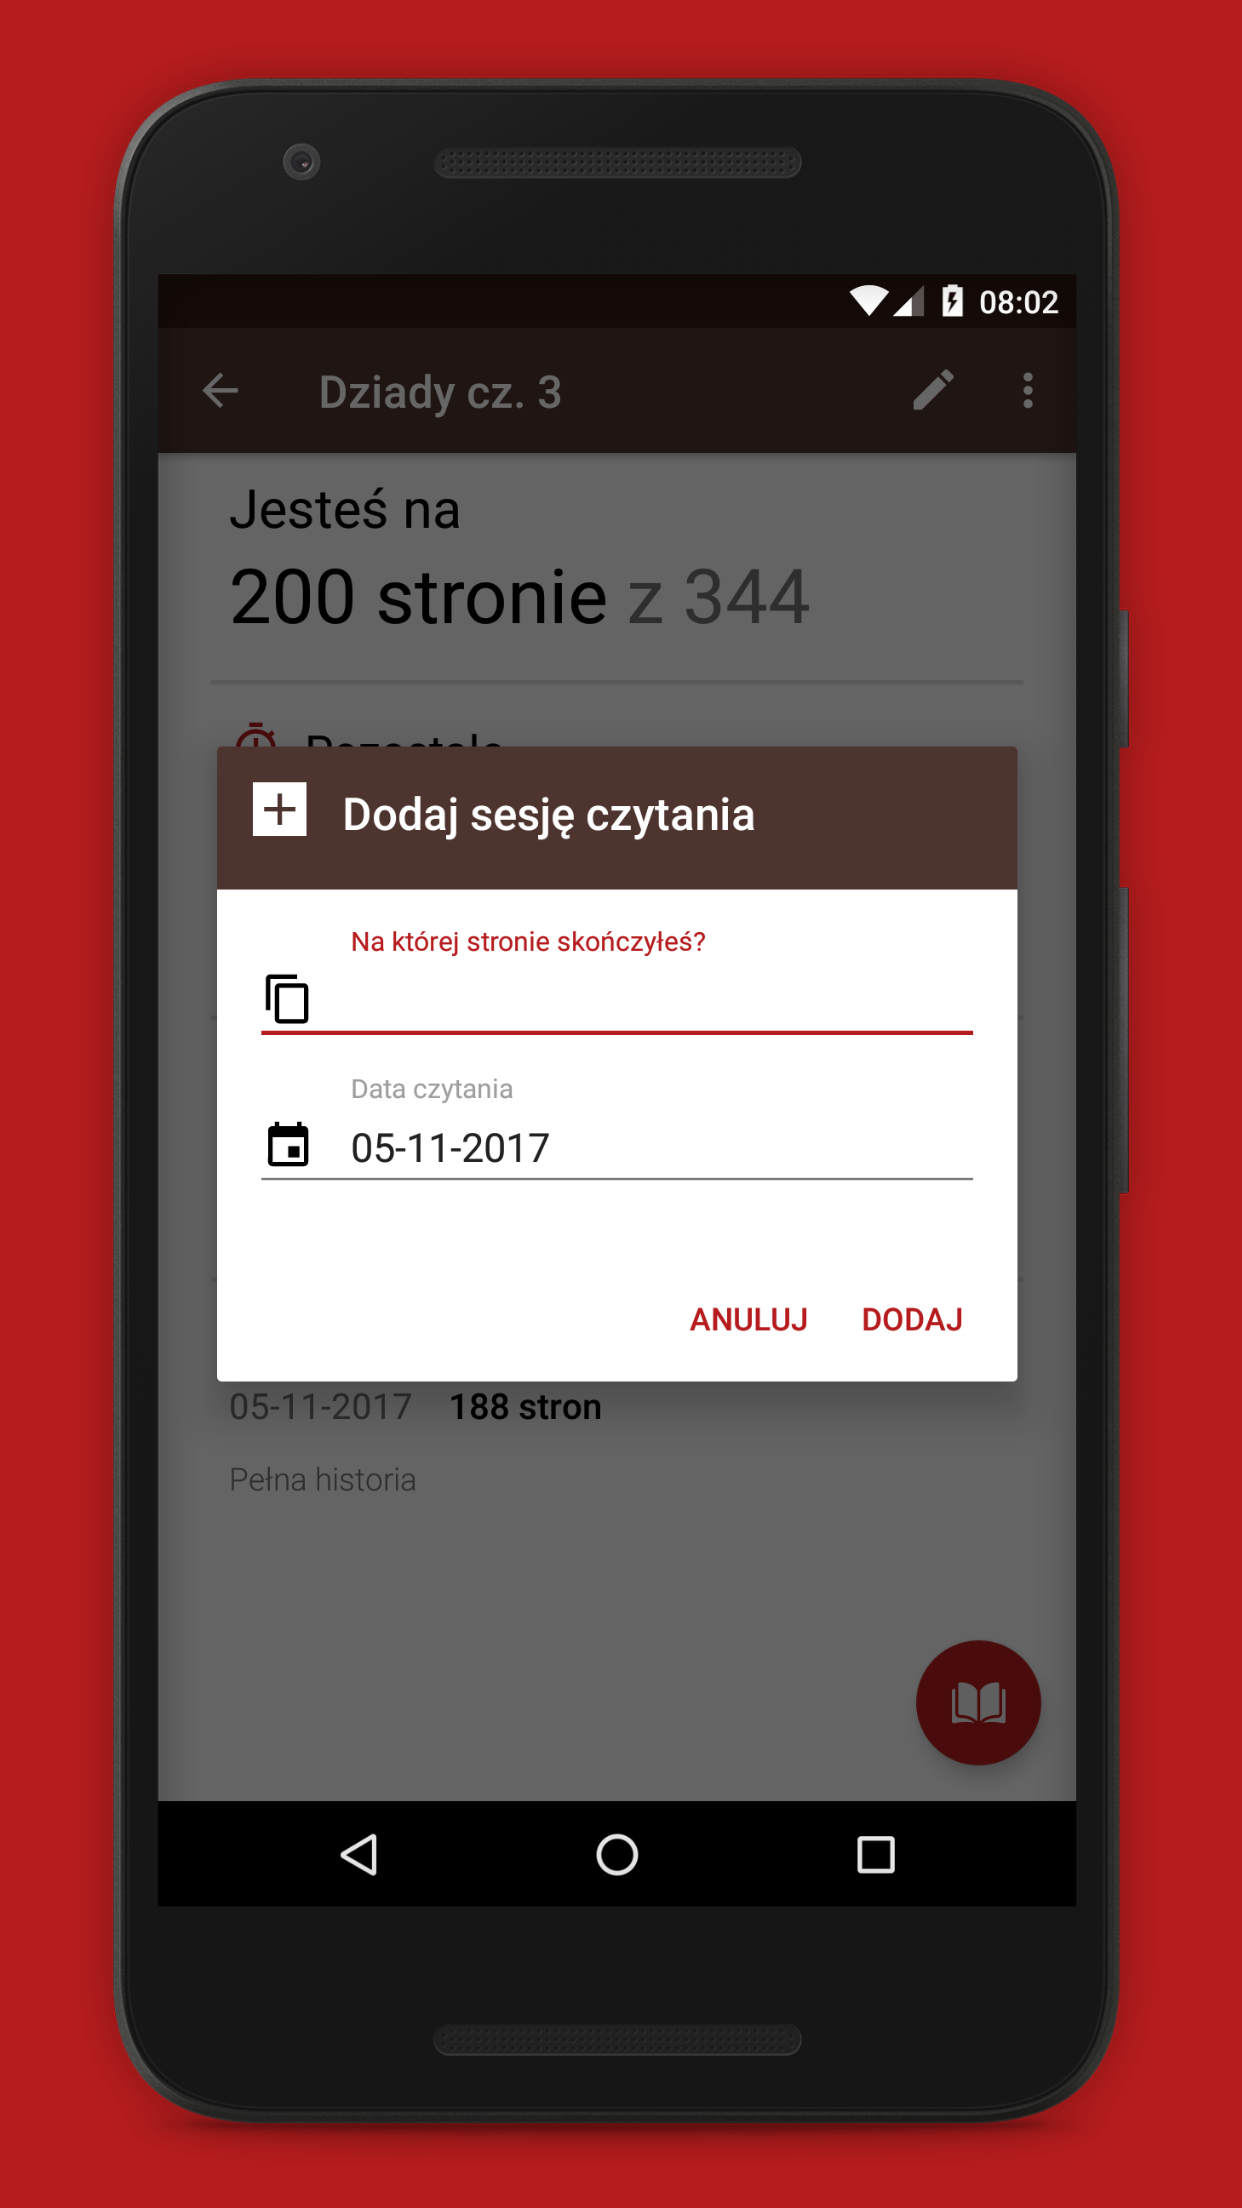 08:02
Dziady cz. 3
Jesteś na
200 stronie z 344
Dodaj sesję czytania
Na której stronie skończyłeś?
Data czytania
05-11-2017
ANULUJ DODAJ
05-11-2017 188 stron
Pełna historia